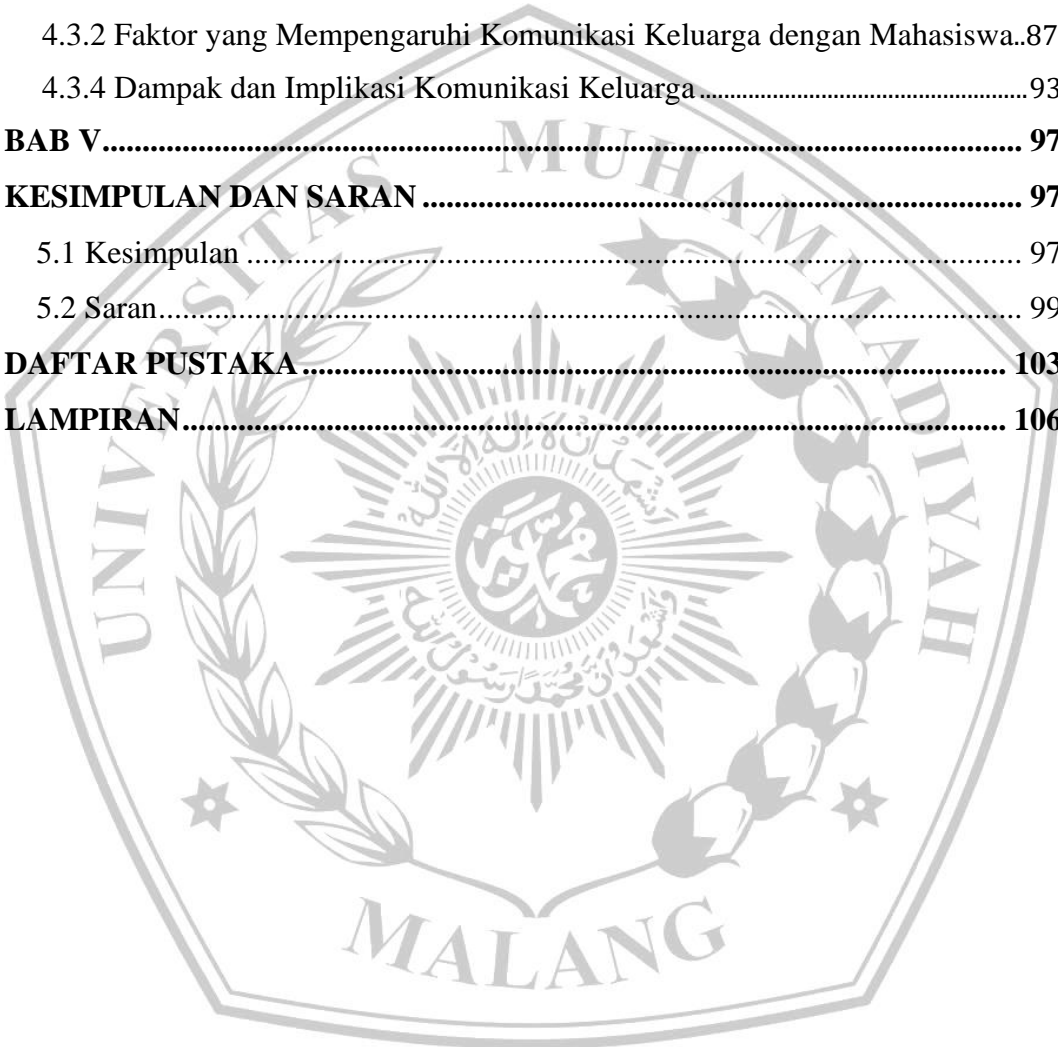 4.3.2 Faktor yang Mempengaruhi Komunikasi Keluarga dengan Mahasiswa..87
4.3.4 Dampak dan Implikasi Komunikasi Keluarga.....93
BAB V.....97
KESIMPULAN DAN SARAN.....97
5.1 Kesimpulan.....97
5.2 Saran.....99
DAFTAR PUSTAKA.....103
LAMPIRAN.....106
UNIVERSITAS MUHAMMADIYAH
MALANG